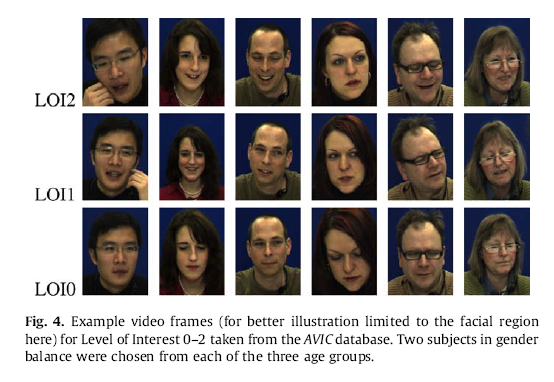 LOI2
LOI1
LOI0
Fig. 4. Example video frames (for better illustration limited to the facial region
here) for Level of Interest 0–2 taken from the AVIC database. Two subjects in gender
balance were chosen from each of the three age groups.